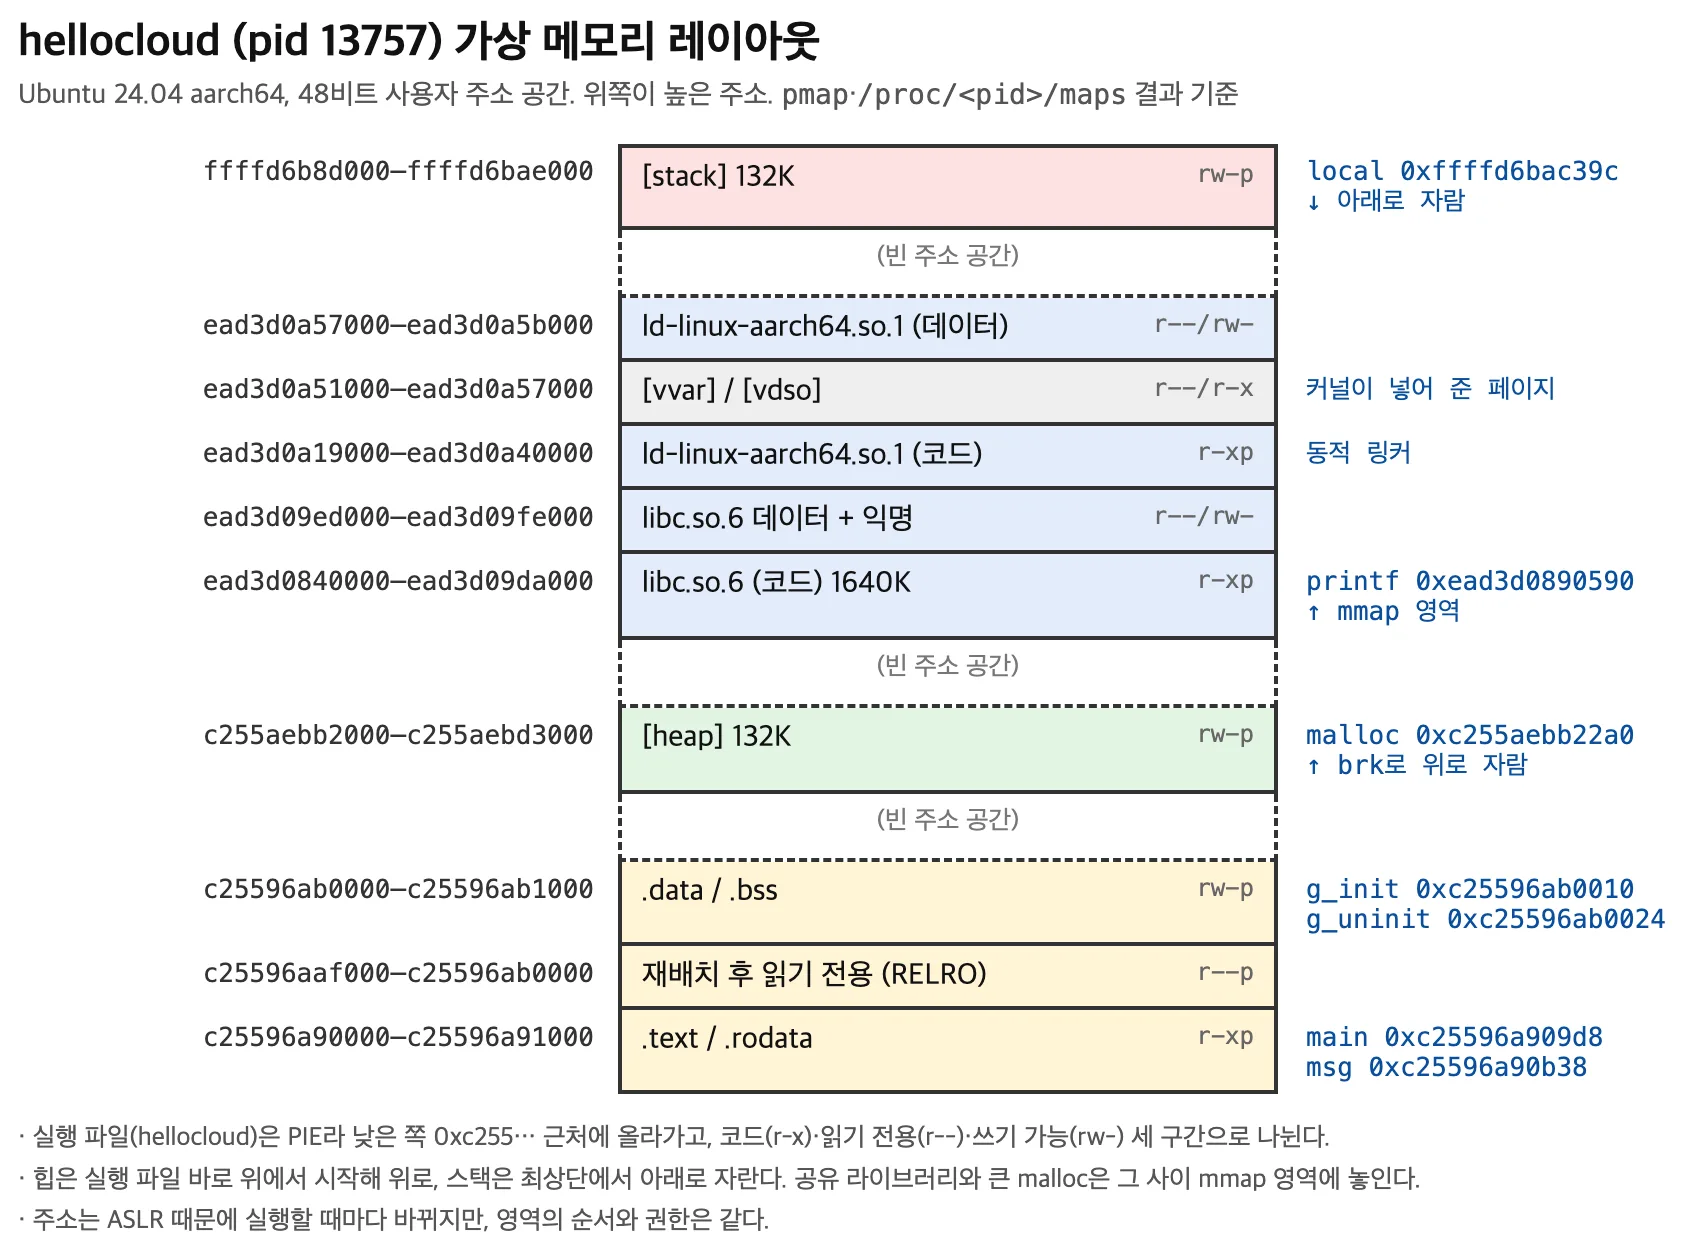 hellocloud (pid 13757) 가상 메모리 레이아웃
Ubuntu 24.04 aarch64, 48비트 사용자 주소 공간. 위쪽이 높은 주소. pmap·/proc/<pid>/maps 결과 기준
ffffd6b8d000–ffffd6bae000 [stack] 132K rw-p local 0xffffd6bac39c
↓ 아래로 자람
(빈 주소 공간)
ead3d0a57000–ead3d0a5b000 ld-linux-aarch64.so.1 (데이터) r--/rw-
ead3d0a51000–ead3d0a57000 [vvar] / [vdso] r--/r-x 커널이 넣어 준 페이지
ead3d0a19000–ead3d0a40000 ld-linux-aarch64.so.1 (코드) r-xp 동적 링커
ead3d09ed000–ead3d09fe000 libc.so.6 데이터 + 익명 r--/rw-
ead3d0840000–ead3d09da000 libc.so.6 (코드) 1640K r-xp printf 0xead3d0890590
↑ mmap 영역
(빈 주소 공간)
c255aebb2000–c255aebd3000 [heap] 132K rw-p malloc 0xc255aebb22a0
↑ brk로 위로 자람
(빈 주소 공간)
c25596ab0000–c25596ab1000 .data / .bss rw-p g_init 0xc25596ab0010
g_uninit 0xc25596ab0024
c25596aaf000–c25596ab0000 재배치 후 읽기 전용 (RELRO) r--p
c25596a90000–c25596a91000 .text / .rodata r-xp main 0xc25596a909d8
msg 0xc25596a90b38
· 실행 파일(hellocloud)은 PIE라 낮은 쪽 0xc255… 근처에 올라가고, 코드(r-x)·읽기 전용(r--)·쓰기 가능(rw-) 세 구간으로 나뉜다.
· 힙은 실행 파일 바로 위에서 시작해 위로, 스택은 최상단에서 아래로 자란다. 공유 라이브러리와 큰 malloc은 그 사이 mmap 영역에 놓인다.
· 주소는 ASLR 때문에 실행할 때마다 바뀌지만, 영역의 순서와 권한은 같다.